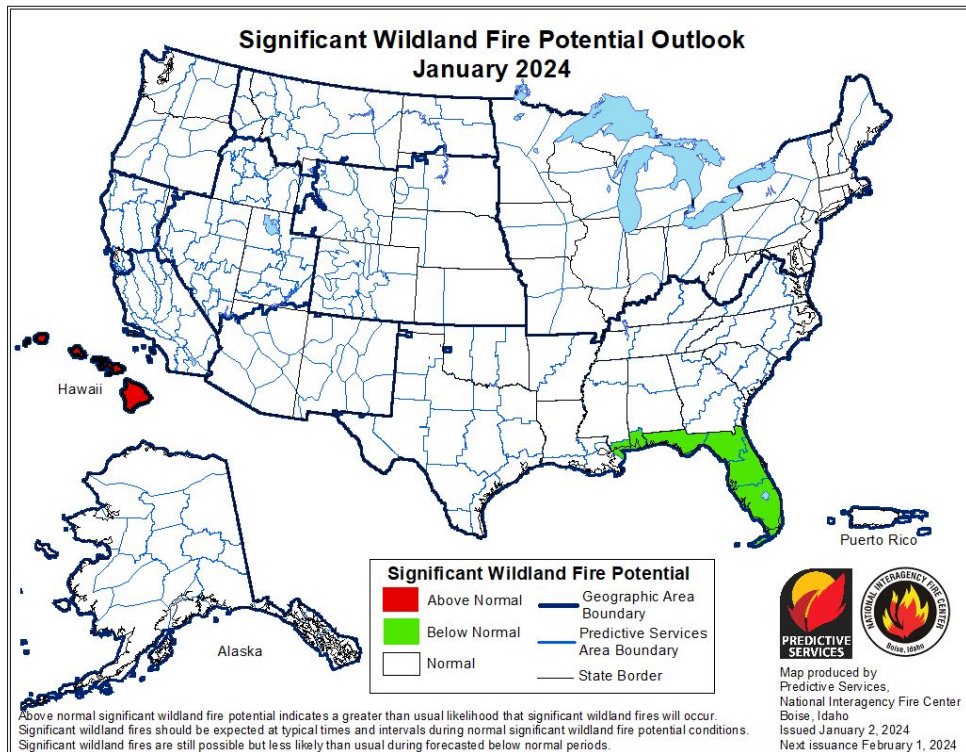 Significant Wildland Fire Potential Outlook
January 2024
Hawaii
Alaska
Puerto Rico
Significant Wildland Fire Potential
Above Normal
Below Normal
Normal
Geographic Area
Boundary
Predictive Services
Area Boundary
State Border
PREDICTIVE
SERVICES
NATIONAL INTERAGENCY FIRE CENTER
Boise, Idaho
Map produced by
Predictive Services,
National Interagency Fire Center
Boise, Idaho
Issued January 2, 2024
Next issuance February 1, 2024
Above normal significant wildland fire potential indicates a greater than usual likelihood that significant wildland fires will occur.
Significant wildland fires should be expected at typical times and intervals during normal significant wildland fire potential conditions.
Significant wildland fires are still possible but less likely than usual during forecasted below normal periods.